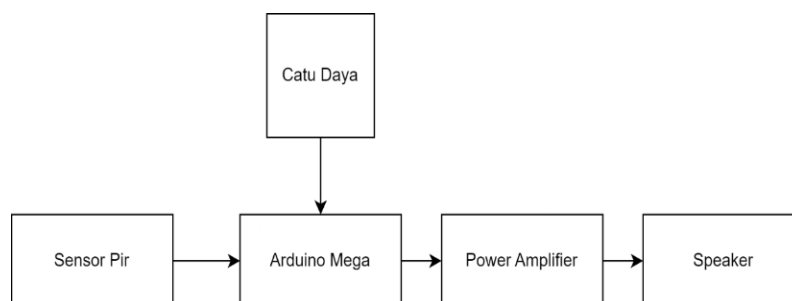 Catu Daya
Sensor Pir
Arduino Mega
Power Amplifier
Speaker